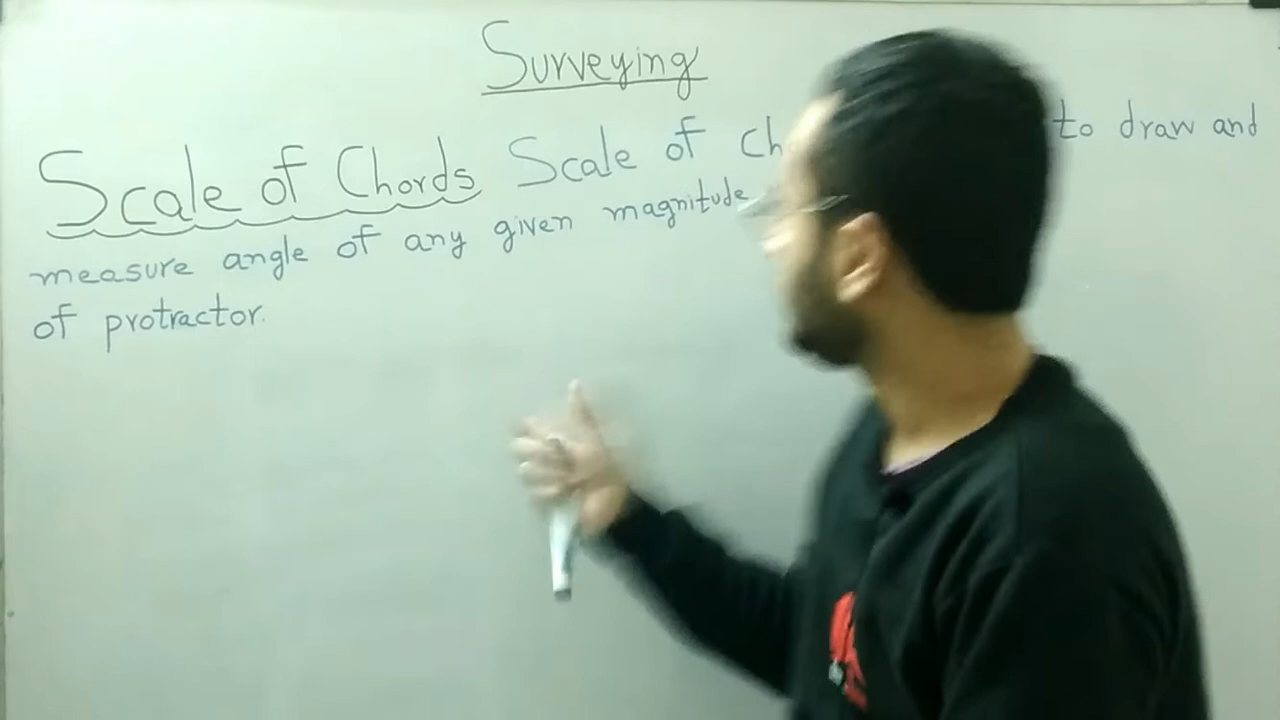 Surveying
Scale of Chords Scale of Ch to draw and
measure angle of any given magnitude
of protractor.